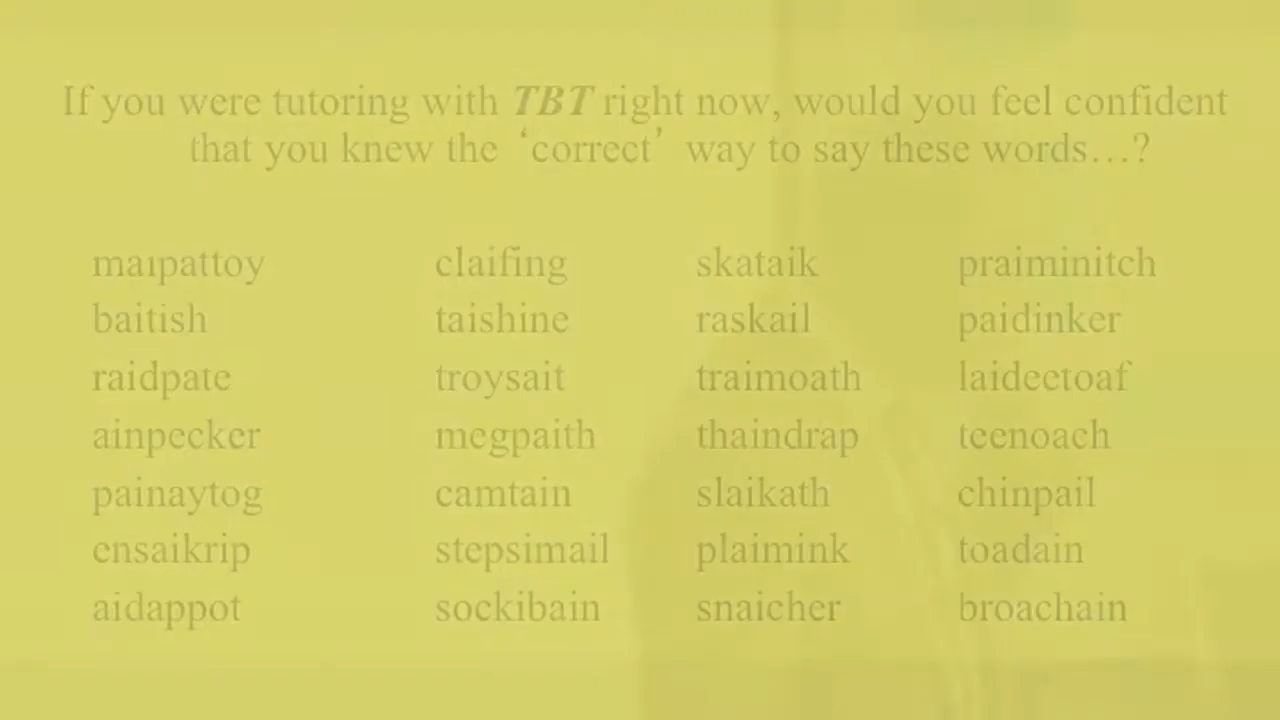 If you were tutoring with TBT right now, would you feel confident
that you knew the ‘correct’ way to say these words…?
maipattoy claifing skataik praiminitch
baitish taishine raskail paidinker
raidpate troysait traimoath laideetoaf
ainpecker megpaith thaindrap teenoach
painaytog camtain slaikath chinpail
ensaikrip stepsimail plaimink toadain
aidappot sockibain snaicher broachain